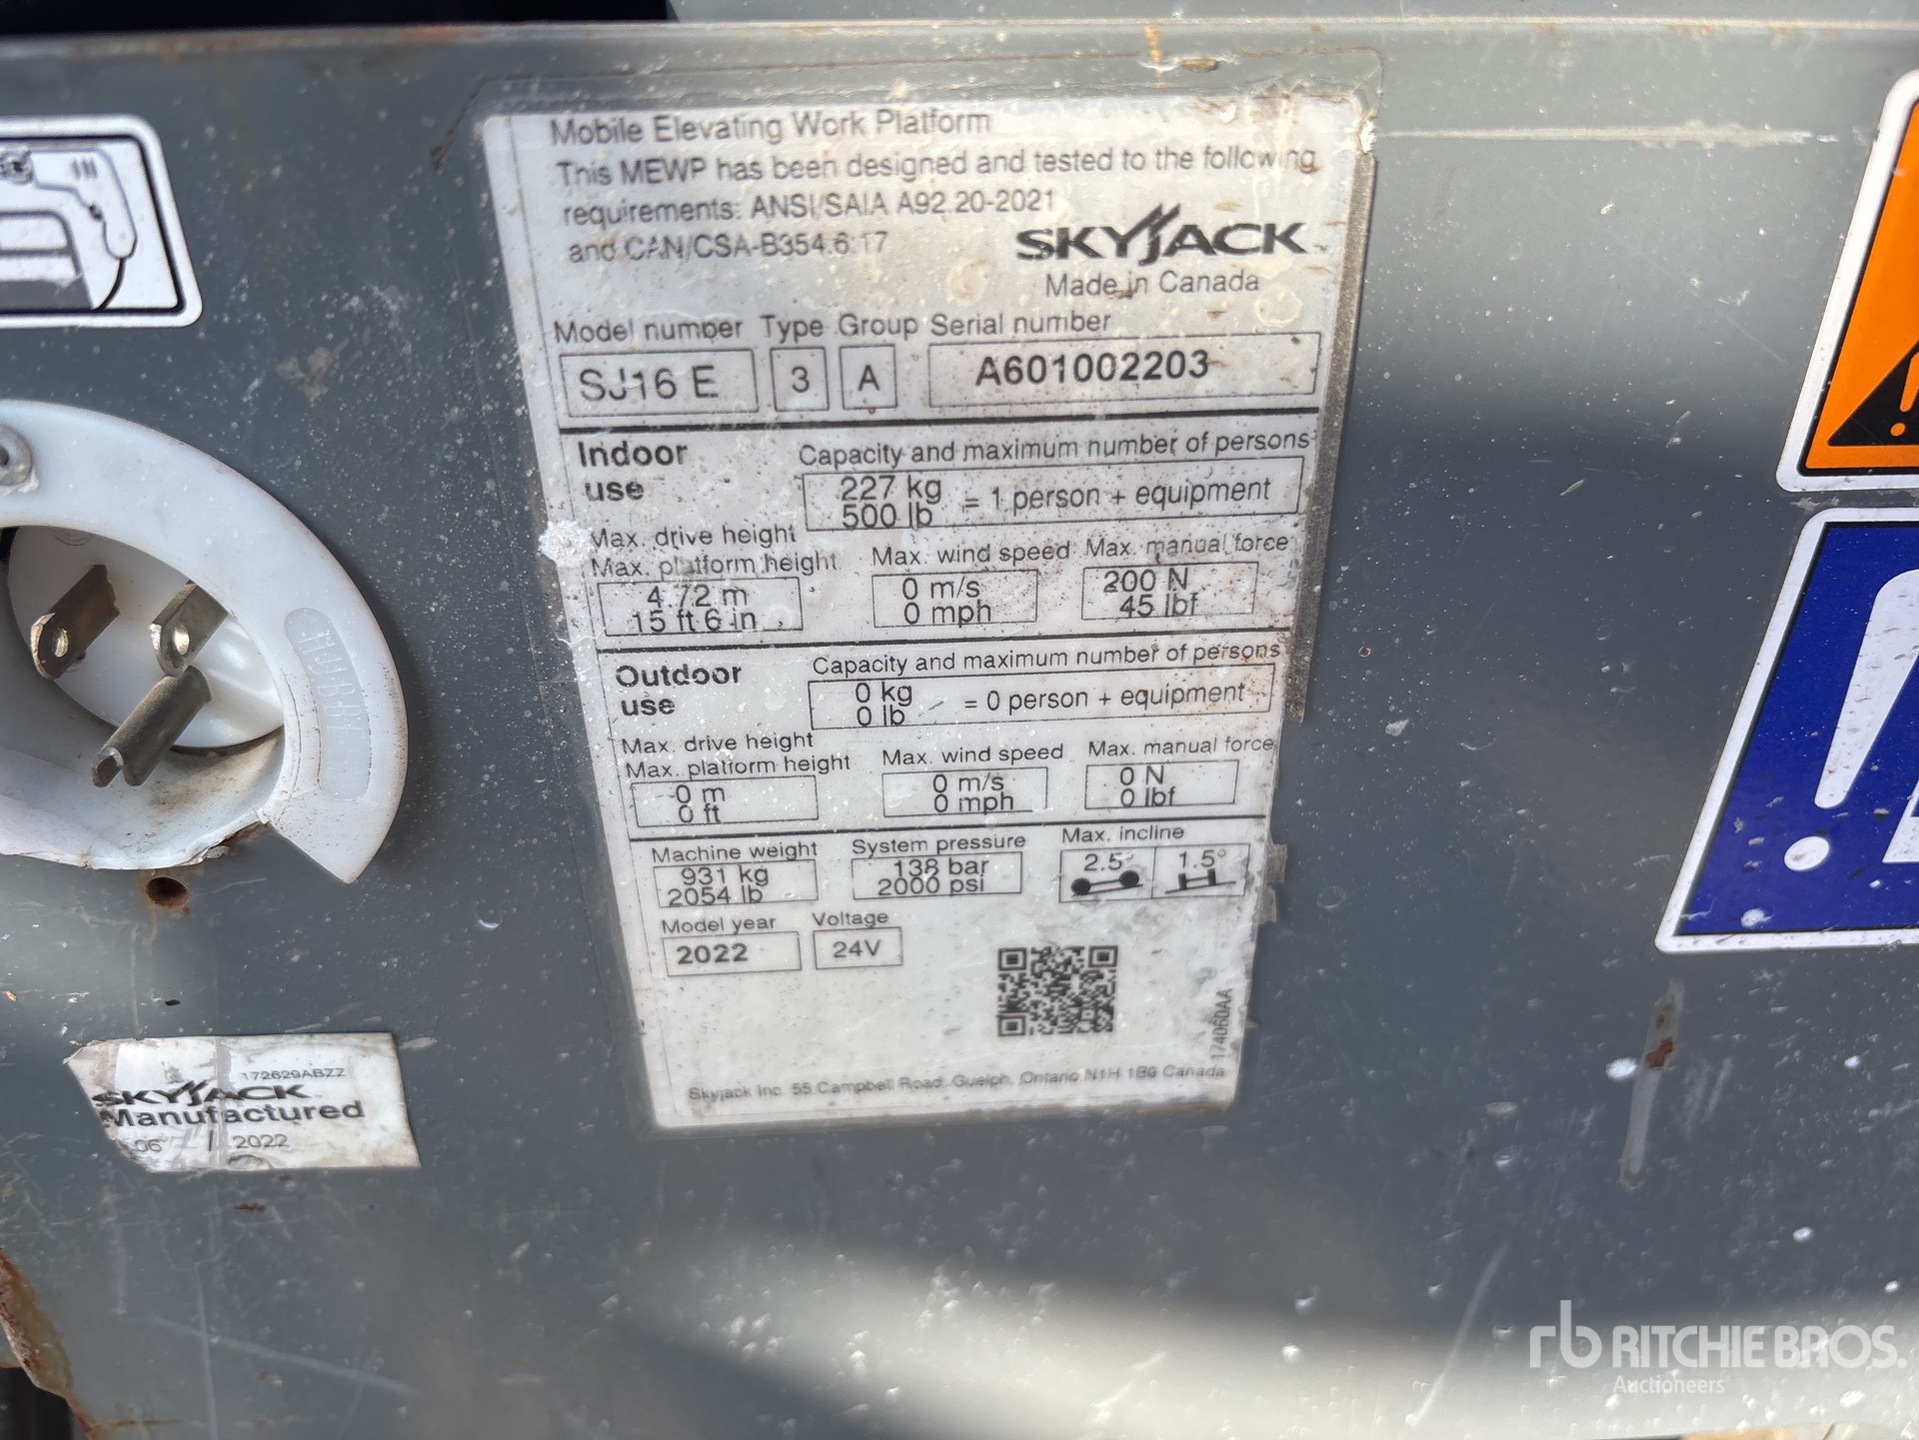 Mobile Elevating Work Platform
This MEWP has been designed and tested to the following
requirements: ANSI/SAIA A92.20-2021
and CAN/CSA-B354.6:17
SKYJACK
Made in Canada
Model number Type Group Serial number
SJ16 E 3 A A601002203
Indoor use
Capacity and maximum number of persons
227 kg
500 lb
= 1 person + equipment
Max. drive height
Max. platform height
4.72 m
15 ft 6 in
Max. wind speed
0 m/s
0 mph
Max. manual force
200 N
45 lbf
Outdoor use
Capacity and maximum number of persons
0 kg
0 lb
= 0 person + equipment
Max. drive height
Max. platform height
0 m
0 ft
Max. wind speed
0 m/s
0 mph
Max. manual force
0 N
0 lbf
Machine weight
931 kg
2054 lb
System pressure
138 bar
2000 psi
Max. incline
2.5° 1.5°
Model year
2022
Voltage
24V
174060AA
Skyjack Inc. 55 Campbell Road, Guelph, Ontario N1H 1B9 Canada
172629ABZZ
SKYJACK
Manufactured
06 / 2022
rb RITCHIE BROS.
Auctioneers